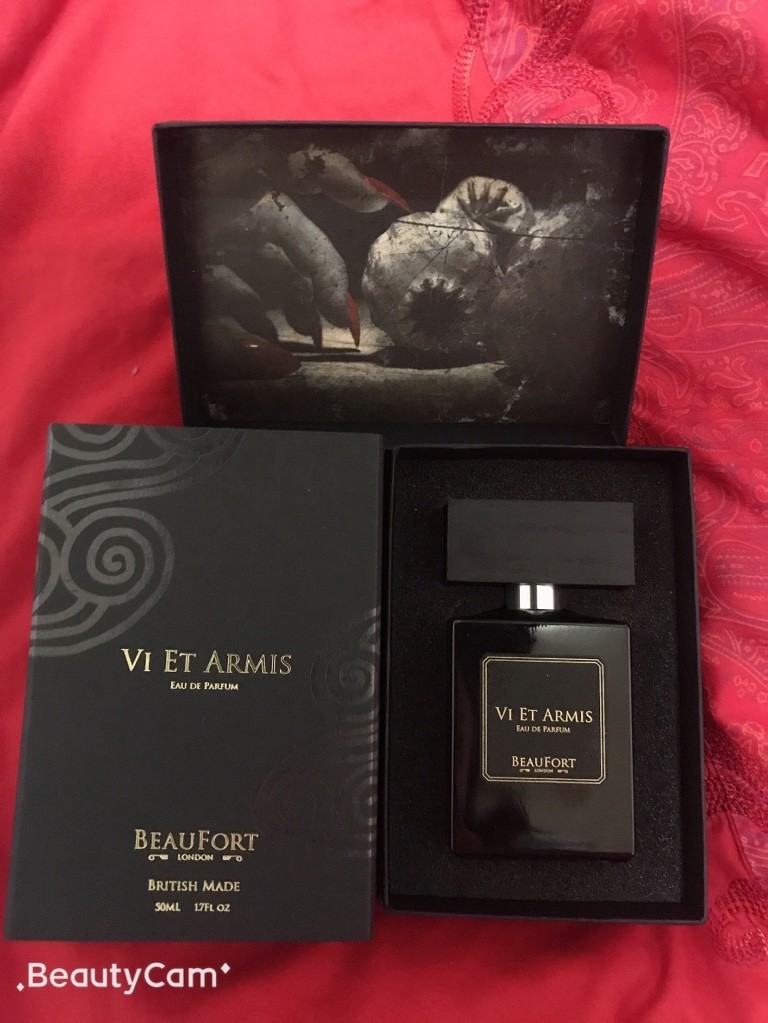 VI ET ARMIS
EAU DE PARFUM
BEAUFORT
LONDON
BRITISH MADE
50ML 1.7FL OZ
VI ET ARMIS
EAU DE PARFUM
BEAUFORT
LONDON
BeautyCam